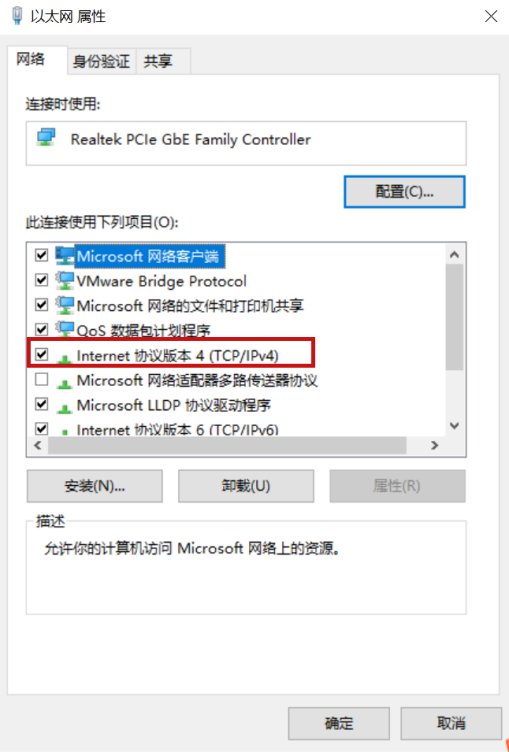 以太网 属性
网络 身份验证 共享
连接时使用:
Realtek PCIe GbE Family Controller
配置(C)...
此连接使用下列项目(O):
Microsoft 网络客户端
VMware Bridge Protocol
Microsoft 网络的文件和打印机共享
QoS 数据包计划程序
Internet 协议版本 4 (TCP/IPv4)
Microsoft 网络适配器多路传送器协议
Microsoft LLDP 协议驱动程序
Internet 协议版本 6 (TCP/IPv6)
安装(N)... 卸载(U) 属性(R)
描述
允许你的计算机访问 Microsoft 网络上的资源。
确定 取消